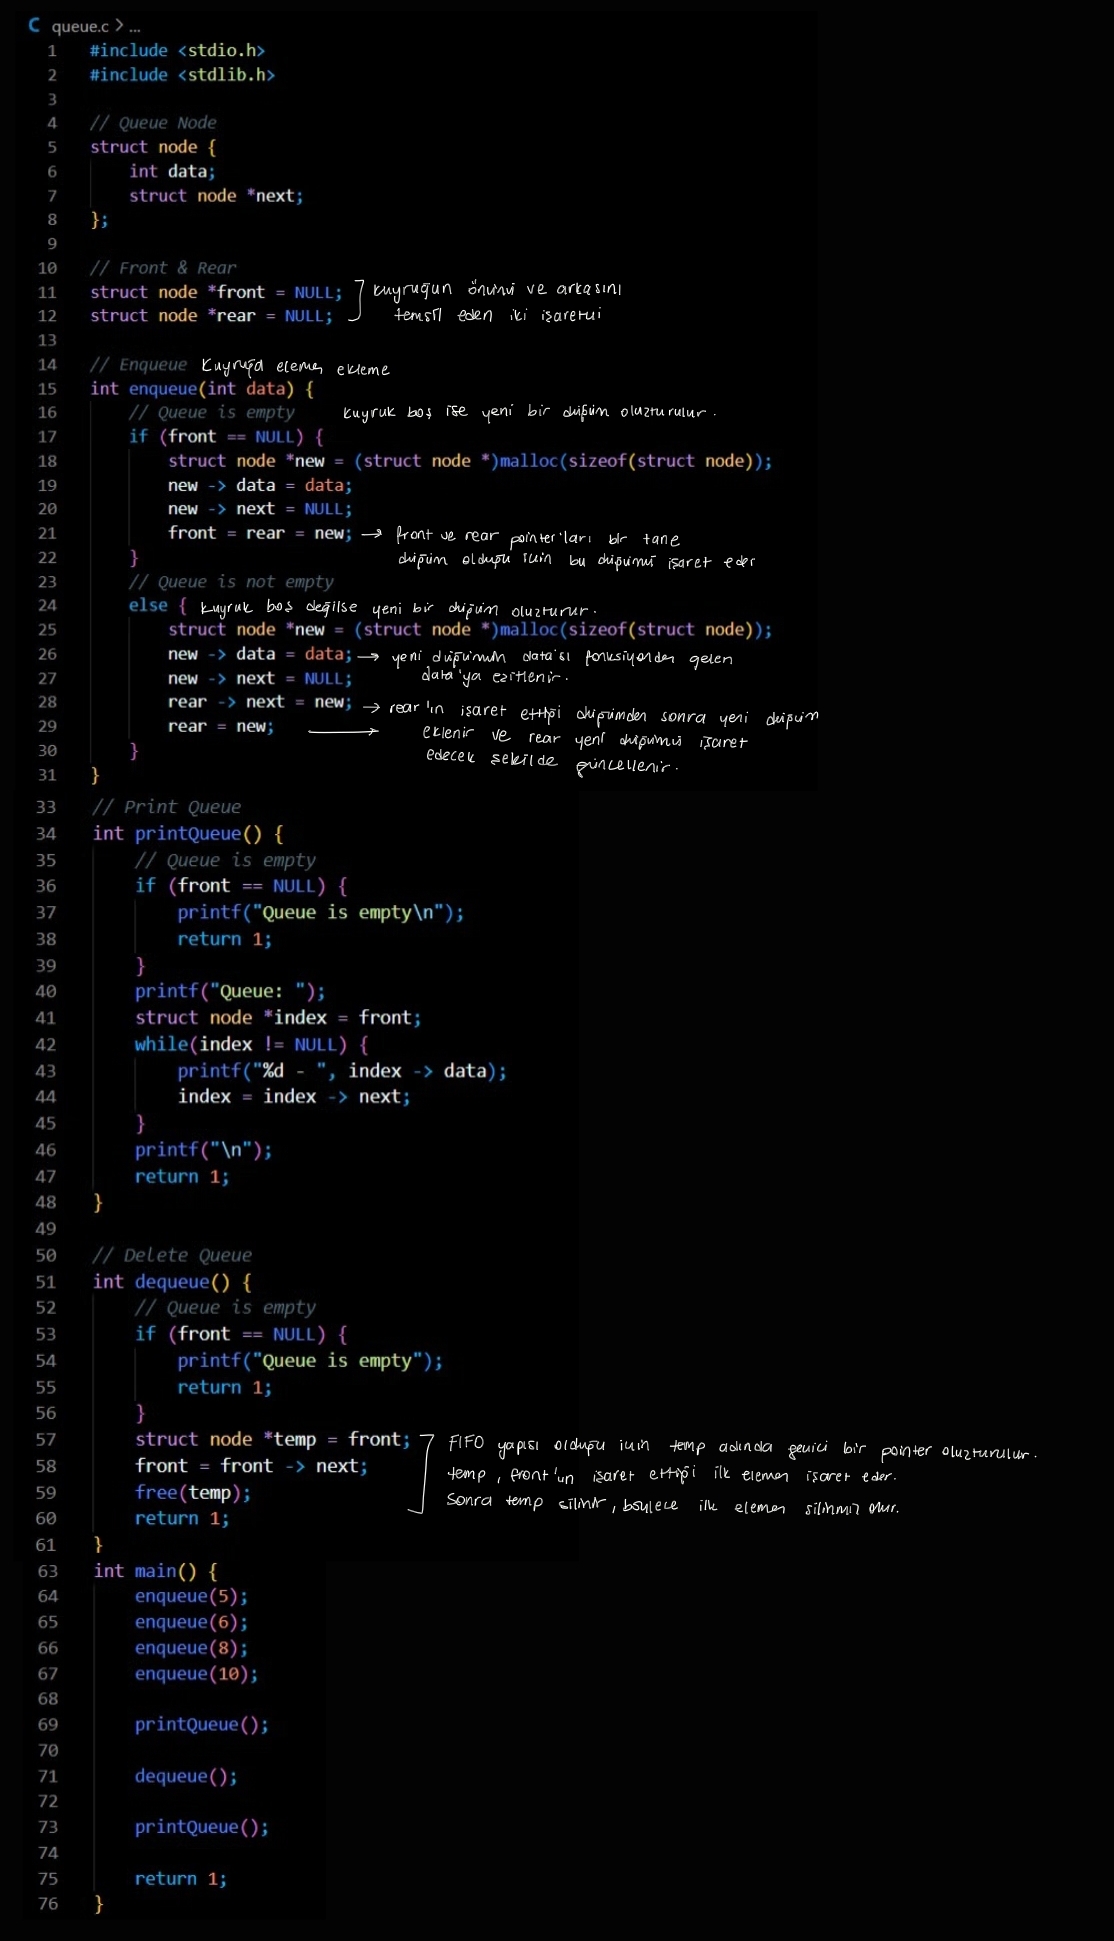 C queue.c > ...
1 #include <stdio.h>
2 #include <stdlib.h>
3
4 // Queue Node
5 struct node {
6 int data;
7 struct node *next;
8 };
9
10 // Front & Rear
11 struct node *front = NULL; kuyruğun önünü ve arkasını
12 struct node *rear = NULL; temsil eden iki işaretçi
13
14 // Enqueue kuyruğa eleman ekleme
15 int enqueue(int data) {
16 // Queue is empty kuyruk boş ise yeni bir düğüm oluşturulur.
17 if (front == NULL) {
18 struct node *new = (struct node *)malloc(sizeof(struct node));
19 new -> data = data;
20 new -> next = NULL;
21 front = rear = new; → front ve rear pointer'ları bir tane
22 } düğüm olduğu için bu düğümü işaret eder
23 // Queue is not empty
24 else { kuyruk boş değilse yeni bir düğüm oluşturur.
25 struct node *new = (struct node *)malloc(sizeof(struct node));
26 new -> data = data; → yeni düğümün data'sı fonksiyondan gelen
27 new -> next = NULL; data'ya eşitlenir.
28 rear -> next = new; → rear'ın işaret ettiği düğümden sonra yeni düğüm
29 rear = new; → eklenir ve rear yeni düğümü işaret
30 } edecek şekilde güncellenir.
31 }
33 // Print Queue
34 int printQueue() {
35 // Queue is empty
36 if (front == NULL) {
37 printf("Queue is empty\n");
38 return 1;
39 }
40 printf("Queue: ");
41 struct node *index = front;
42 while(index != NULL) {
43 printf("%d - ", index -> data);
44 index = index -> next;
45 }
46 printf("\n");
47 return 1;
48 }
49
50 // Delete Queue
51 int dequeue() {
52 // Queue is empty
53 if (front == NULL) {
54 printf("Queue is empty");
55 return 1;
56 }
57 struct node *temp = front; FIFO yapısı olduğu için temp adında geçici bir pointer oluşturulur.
58 front = front -> next; temp, front'un işaret ettiği ilk elemanı işaret eder.
59 free(temp); Sonra temp silinir, böylece ilk eleman silinmiş olur.
60 return 1;
61 }
63 int main() {
64 enqueue(5);
65 enqueue(6);
66 enqueue(8);
67 enqueue(10);
68
69 printQueue();
70
71 dequeue();
72
73 printQueue();
74
75 return 1;
76 }